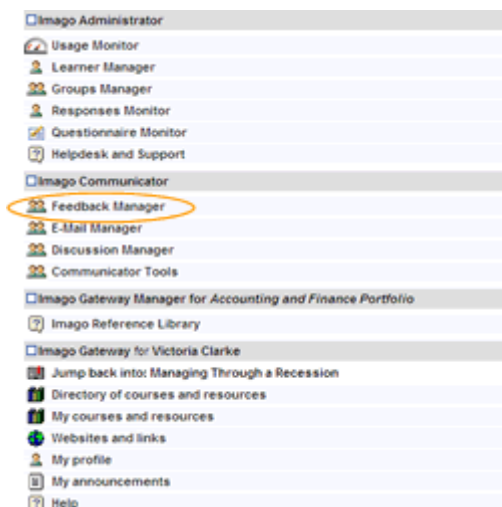 Imago Administrator
Usage Monitor
Learner Manager
Groups Manager
Responses Monitor
Questionnaire Monitor
Helpdesk and Support
Imago Communicator
Feedback Manager
E-Mail Manager
Discussion Manager
Communicator Tools
Imago Gateway Manager for Accounting and Finance Portfolio
Imago Reference Library
Imago Gateway for Victoria Clarke
Jump back into: Managing Through a Recession
Directory of courses and resources
My courses and resources
Websites and links
My profile
My announcements
Help